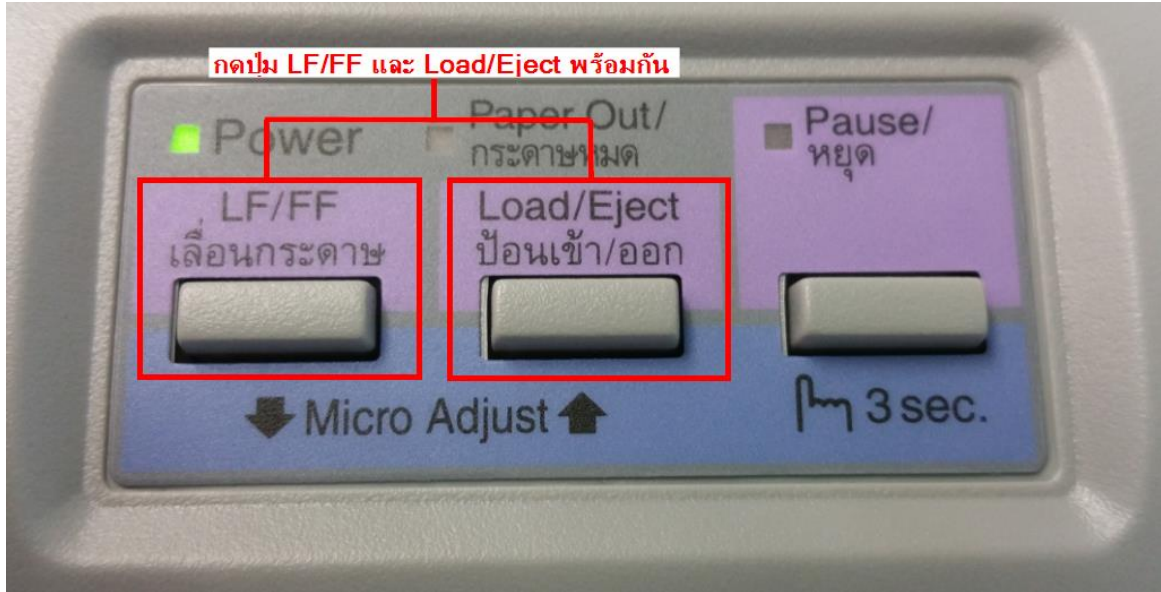 กดปุ่ม LF/FF และ Load/Eject พร้อมกัน
Power
Paper Out/
กระดาษหมด
Pause/
หยุด
LF/FF
เลื่อนกระดาษ
Load/Eject
ป้อนเข้า/ออก
Micro Adjust
3 sec.